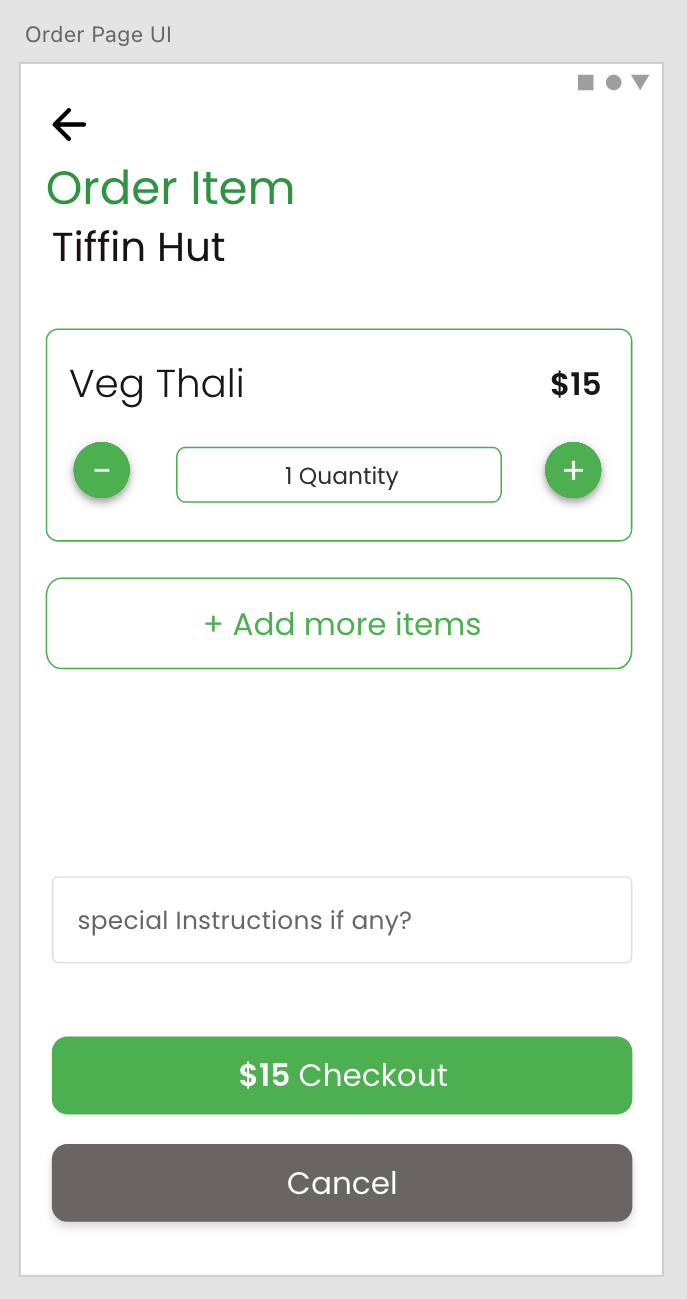 Order Page UI
Order Item
Tiffin Hut
Veg Thali
$15
−
1 Quantity
+
+ Add more items
special Instructions if any?
$15 Checkout
Cancel